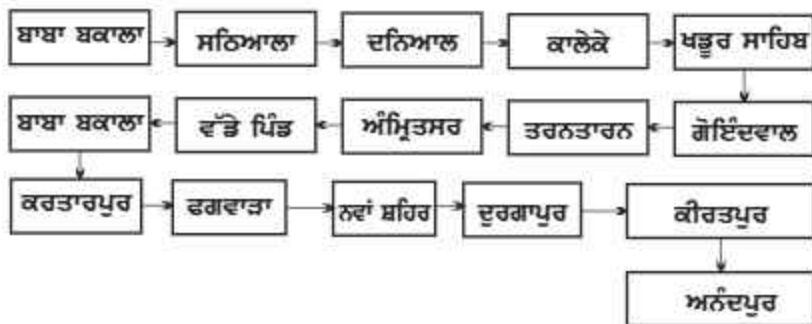 ਬਾਬਾ ਬਕਾਲਾ ਸਠਿਆਲਾ ਦਨਿਆਲ ਕਾਲੇਕੇ ਖਡੂਰ ਸਾਹਿਬ
ਬਾਬਾ ਬਕਾਲਾ ਵੱਡੇ ਪਿੰਡ ਅੰਮ੍ਰਿਤਸਰ ਤਰਨਤਾਰਨ ਗੋਇੰਦਵਾਲ
ਕਰਤਾਰਪੁਰ ਫਗਵਾੜਾ ਨਵਾਂ ਸ਼ਹਿਰ ਦੁਰਗਾਪੁਰ ਕੀਰਤਪੁਰ
ਅਨੰਦਪੁਰ